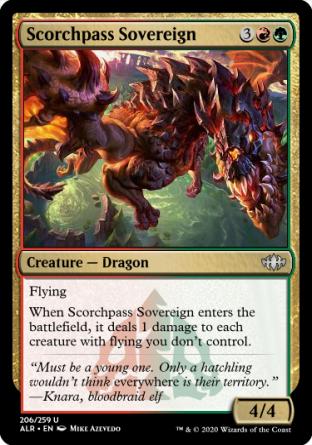 Scorchpass Sovereign 3
Creature — Dragon
Flying
When Scorchpass Sovereign enters the
battlefield, it deals 1 damage to each
creature with flying you don't control.
“Must be a young one. Only a hatchling
wouldn't think everywhere is their territory.”
—Knara, bloodbraid elf
4/4
206/259 U
ALR • EN Mike Azevedo
™ & © 2020 Wizards of the Coast